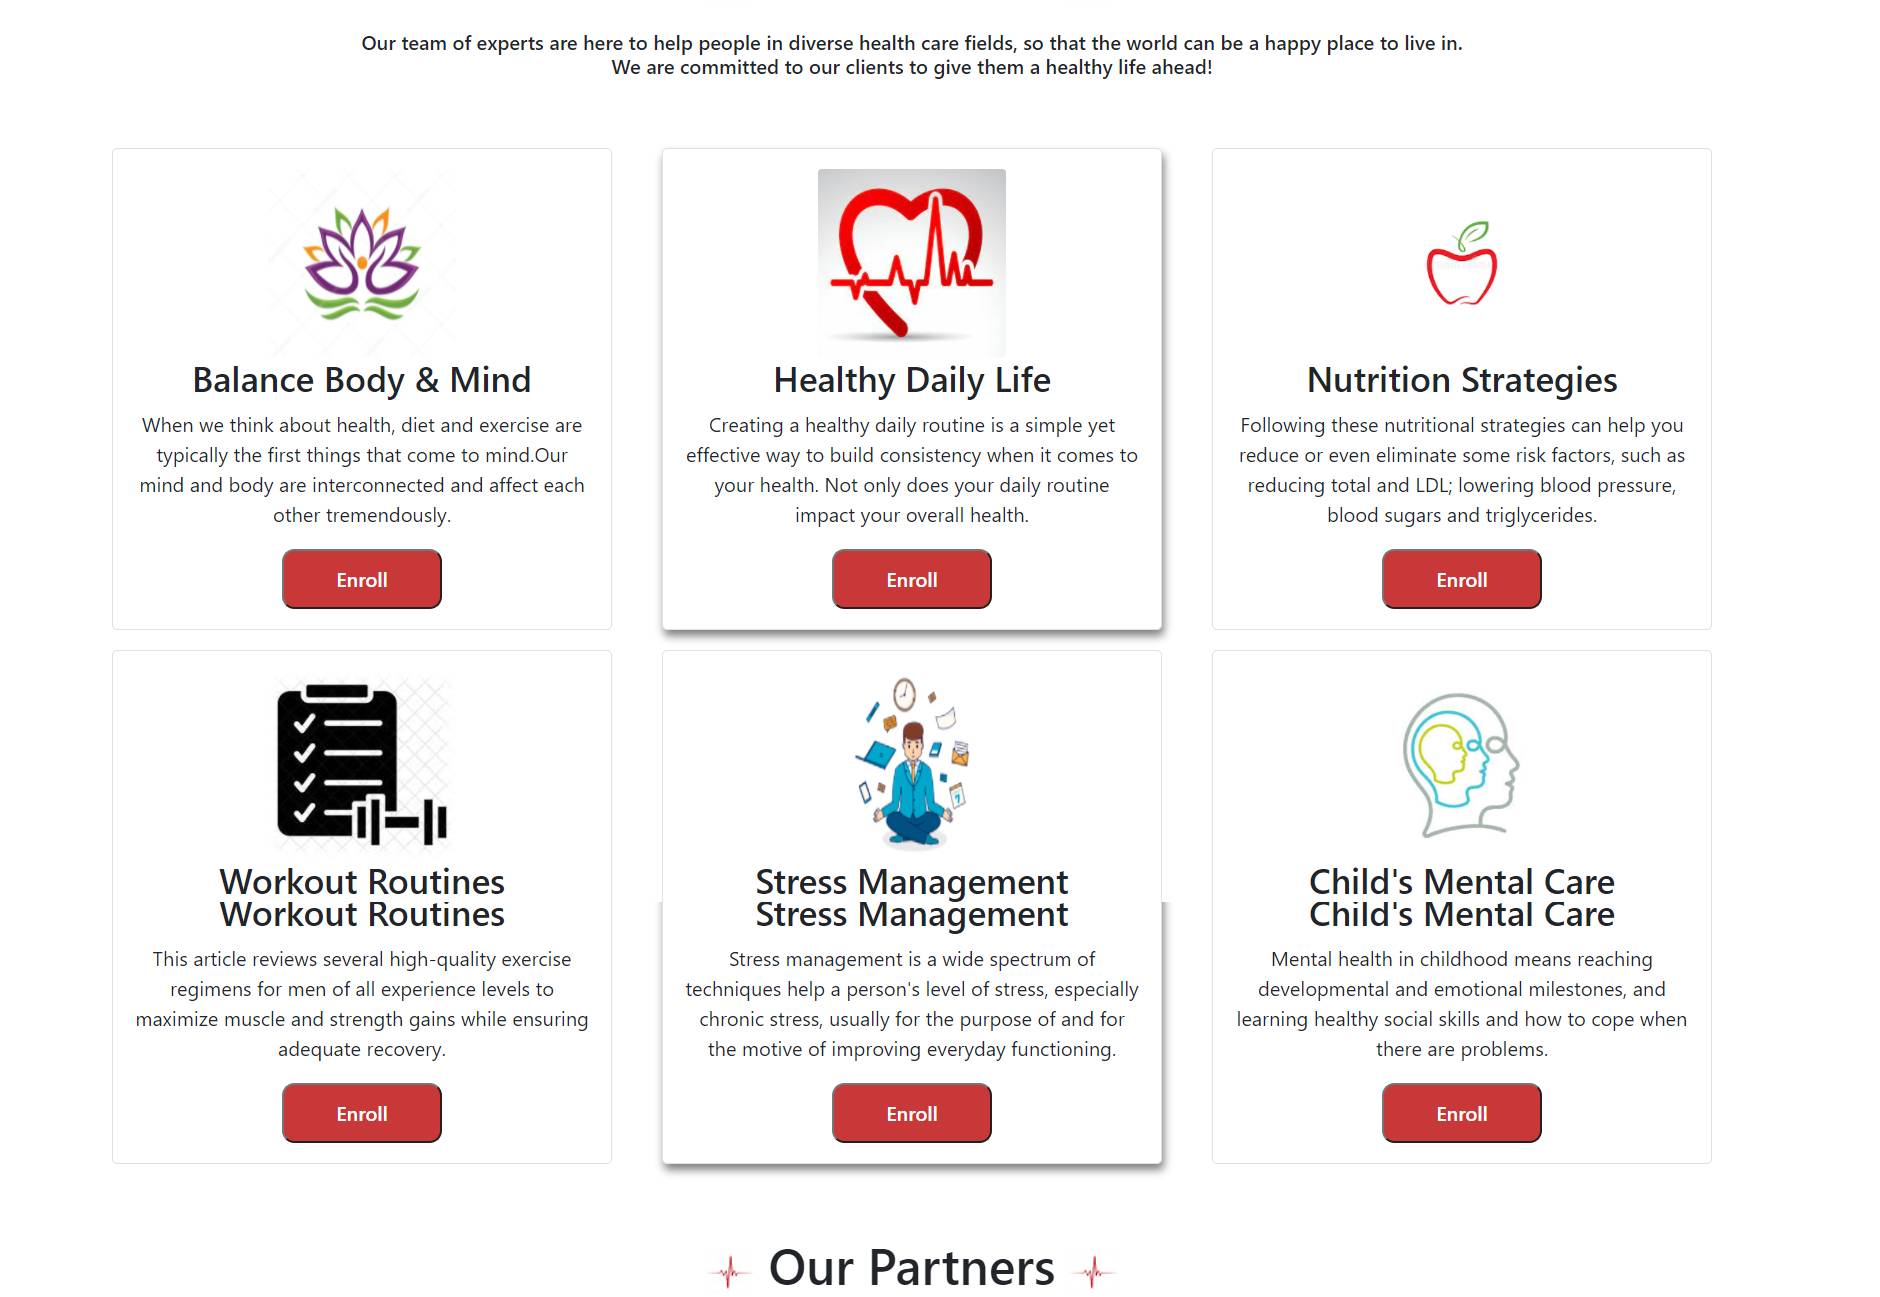 Our team of experts are here to help people in diverse health care fields, so that the world can be a happy place to live in.
We are committed to our clients to give them a healthy life ahead!
Balance Body & Mind
When we think about health, diet and exercise are
typically the first things that come to mind.Our
mind and body are interconnected and affect each
other tremendously.
Enroll
Healthy Daily Life
Creating a healthy daily routine is a simple yet
effective way to build consistency when it comes to
your health. Not only does your daily routine
impact your overall health.
Enroll
Nutrition Strategies
Following these nutritional strategies can help you
reduce or even eliminate some risk factors, such as
reducing total and LDL; lowering blood pressure,
blood sugars and triglycerides.
Enroll
Workout Routines
Workout Routines
This article reviews several high-quality exercise
regimens for men of all experience levels to
maximize muscle and strength gains while ensuring
adequate recovery.
Enroll
7
Stress Management
Stress Management
Stress management is a wide spectrum of
techniques help a person's level of stress, especially
chronic stress, usually for the purpose of and for
the motive of improving everyday functioning.
Enroll
Child's Mental Care
Child's Mental Care
Mental health in childhood means reaching
developmental and emotional milestones, and
learning healthy social skills and how to cope when
there are problems.
Enroll
Our Partners